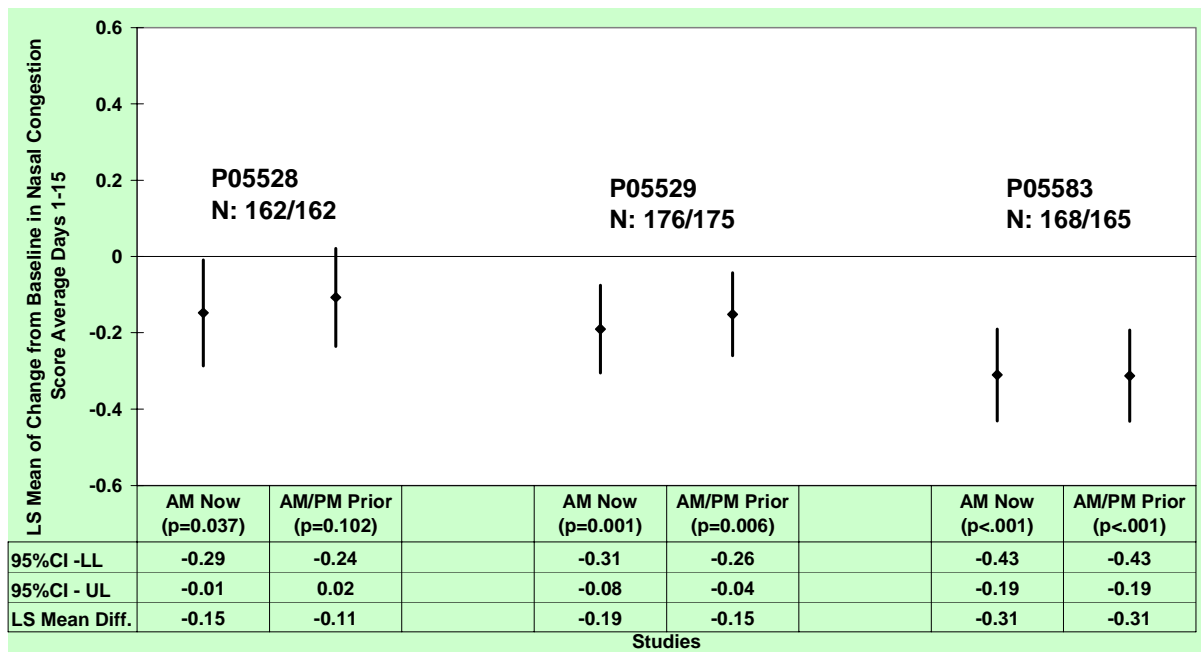 LS Mean of Change from Baseline in Nasal Congestion
Score Average Days 1-15
0.6
0.4
0.2
0
-0.2
-0.4
-0.6
P05528
N: 162/162
P05529
N: 176/175
P05583
N: 168/165
AM Now AM/PM Prior AM Now AM/PM Prior AM Now AM/PM Prior
(p=0.037) (p=0.102) (p=0.001) (p=0.006) (p<.001) (p<.001)
95%CI -LL -0.29 -0.24 -0.31 -0.26 -0.43 -0.43
95%CI - UL -0.01 0.02 -0.08 -0.04 -0.19 -0.19
LS Mean Diff. -0.15 -0.11 -0.19 -0.15 -0.31 -0.31
Studies